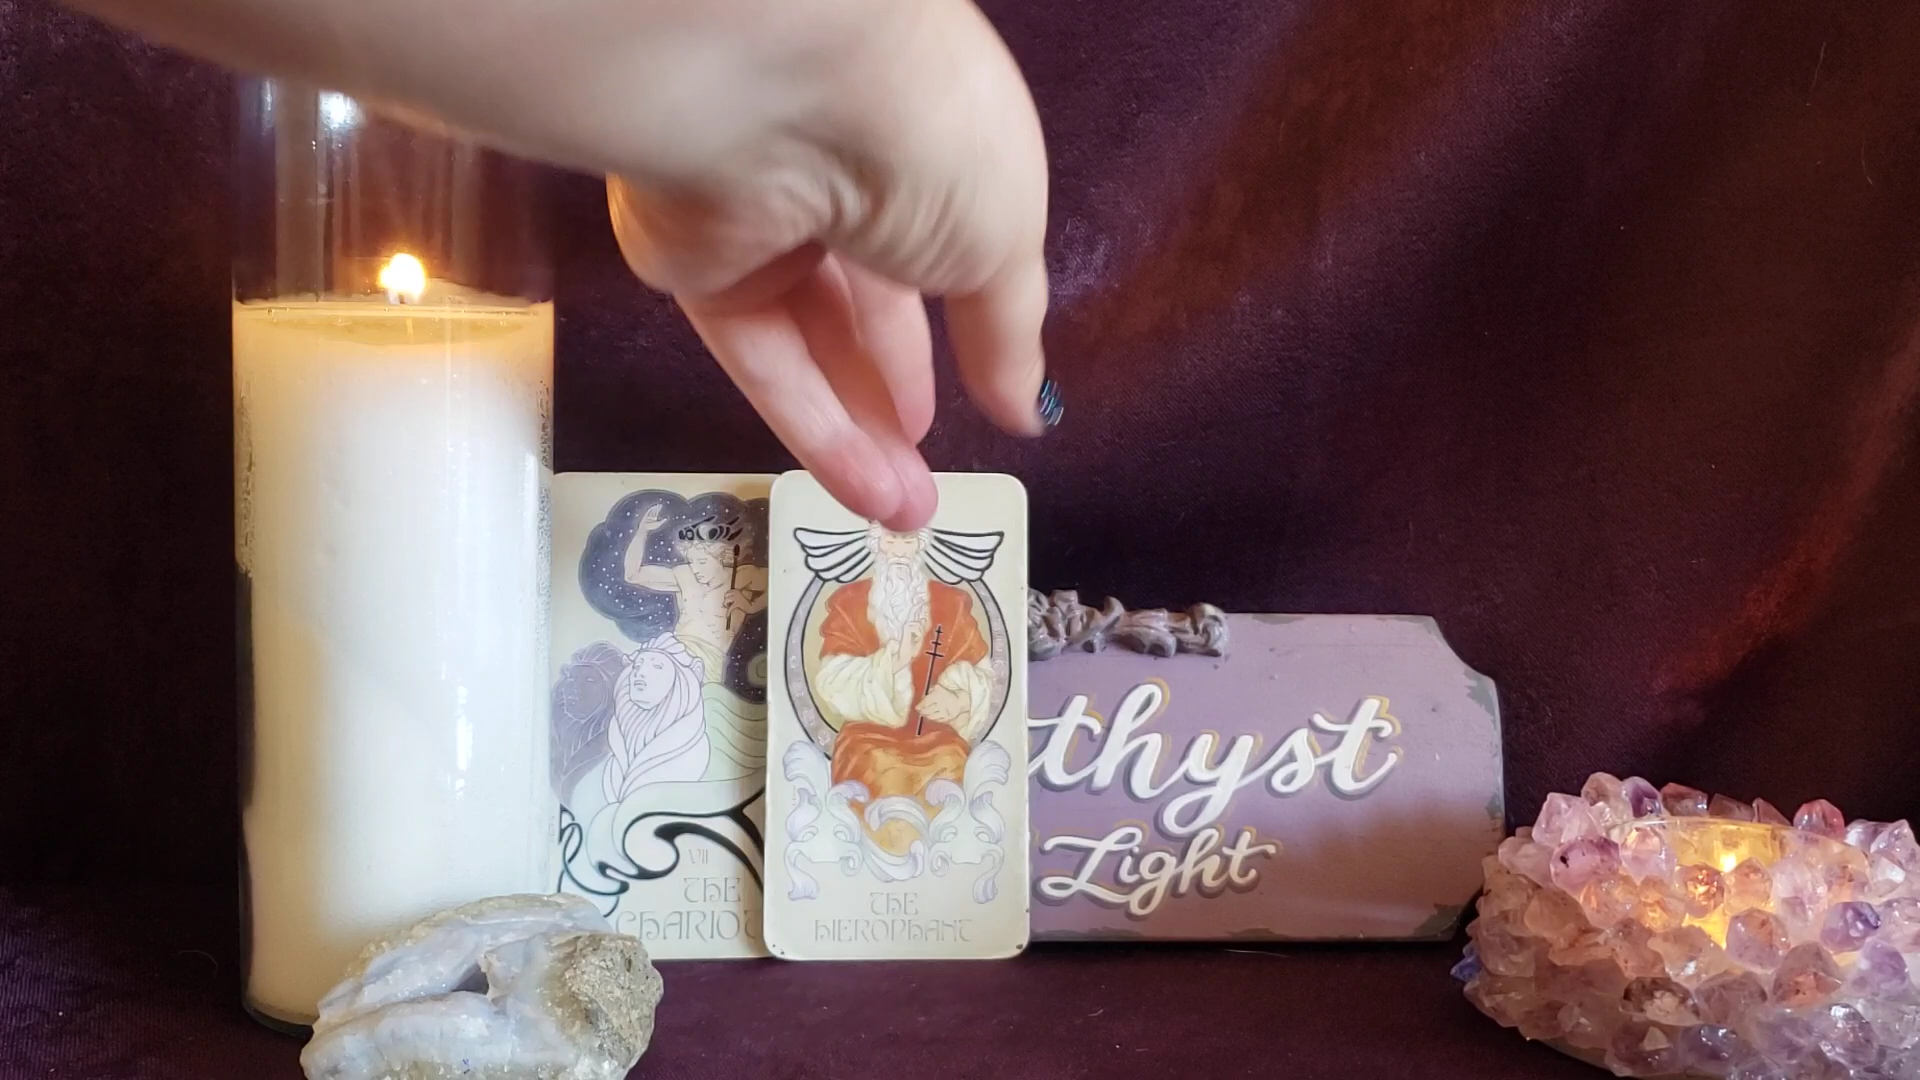 VII
THE
CHARIOT
THE
HIEROPHANT
thyst
Light